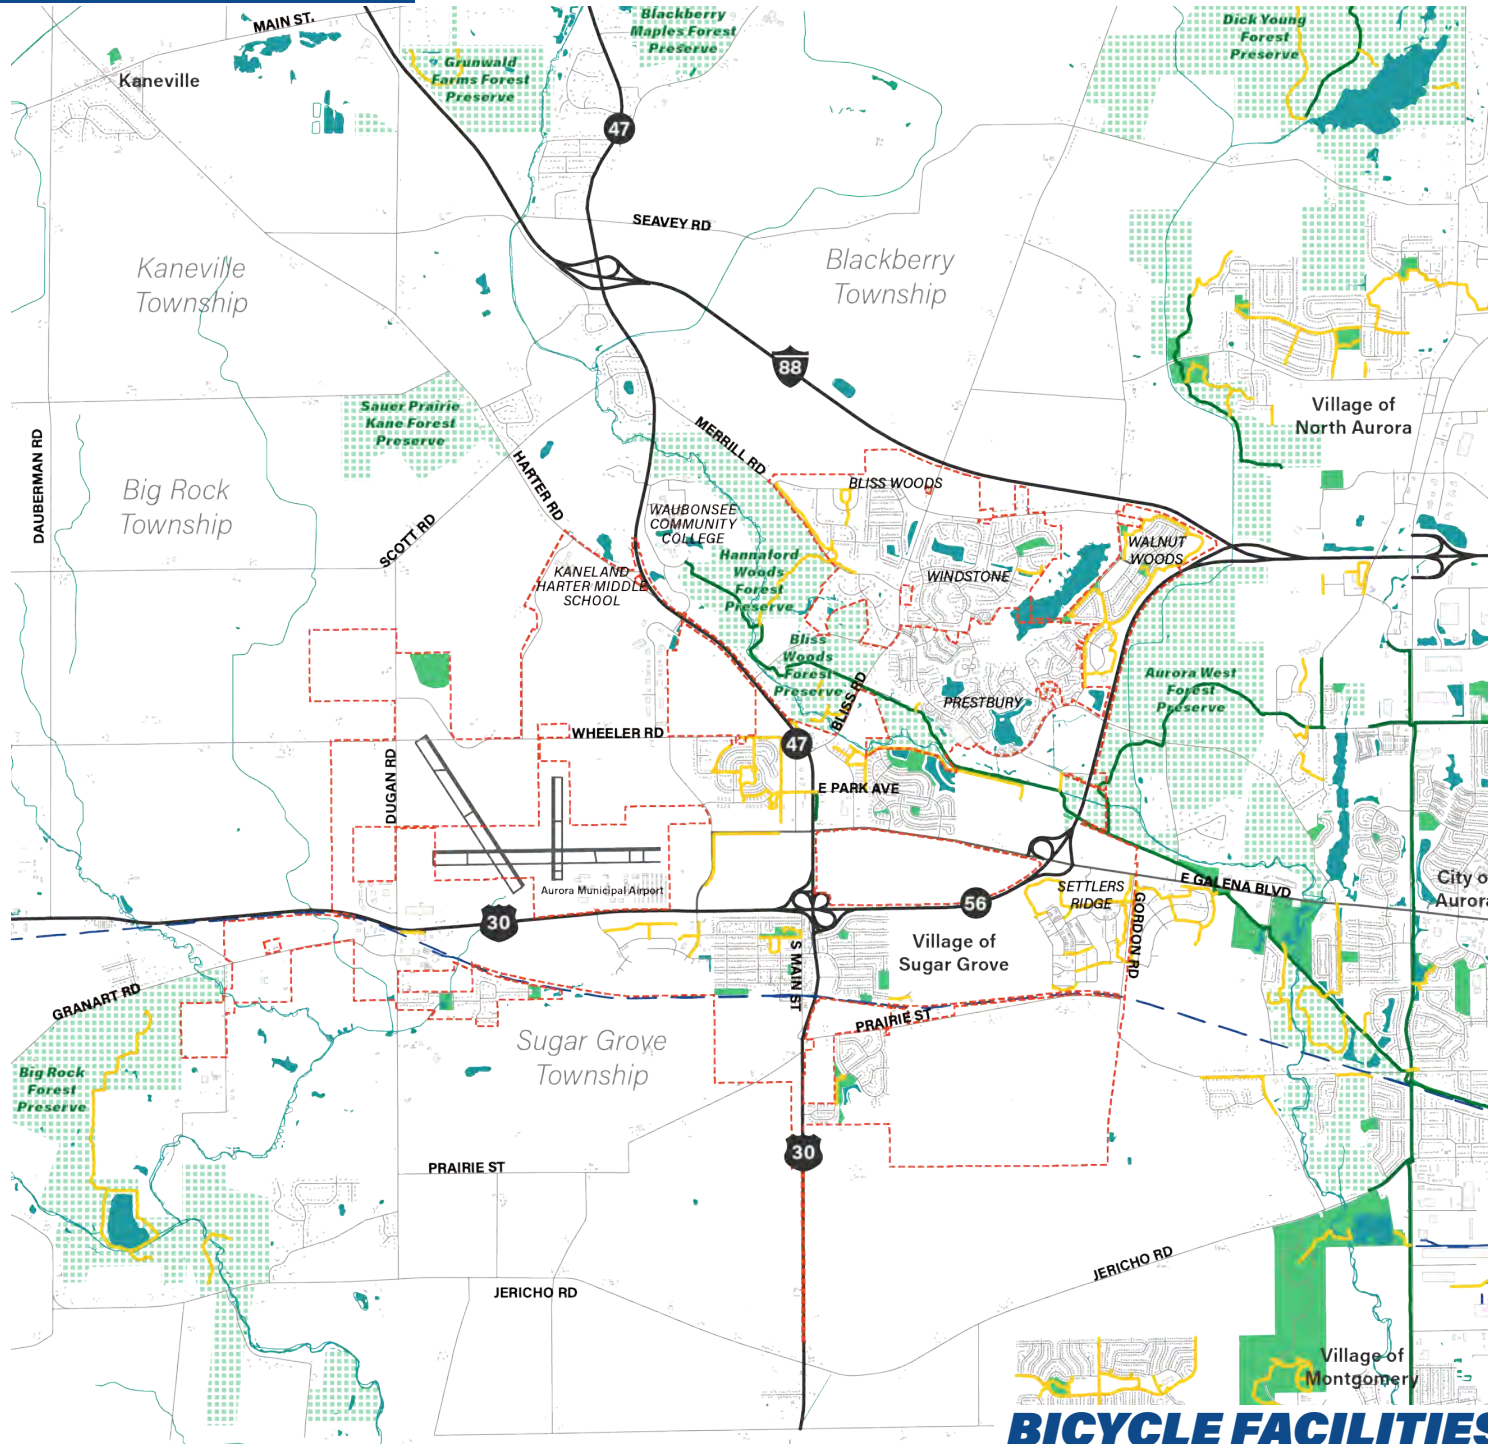 MAIN ST.
Kaneville
Grunwald
Farms Forest
Preserve
Blackberry
Maples Forest
Preserve
Dick Young
Forest
Preserve
47
SEAVEY RD
Kaneville
Township
Blackberry
Township
88
Village of
North Aurora
Sauer Prairie
Kane Forest
Preserve
MERRILL RD
DAUBERMAN RD
HARTER RD
BLISS WOODS
Big Rock
Township
SCOTT RD
WAUBONSEE
COMMUNITY
COLLEGE
Hannaford
Woods
Forest
Preserve
WINDSTONE
WALNUT
WOODS
KANELAND
HARTER MIDDLE
SCHOOL
Bliss
Woods
Forest
Preserve
BLISS RD
PRESTBURY
Aurora West
Forest
Preserve
WHEELER RD
47
DUGAN RD
E PARK AVE
Aurora Municipal Airport
30
56
SETTLERS
RIDGE
E GALENA BLVD
City o
Aurora
GORDON RD
Village of
Sugar Grove
S MAIN ST
GRANART RD
PRAIRIE ST
Sugar Grove
Township
Big Rock
Forest
Preserve
30
PRAIRIE ST
JERICHO RD
JERICHO RD
Village of
Montgomery
BICYCLE FACILITIES